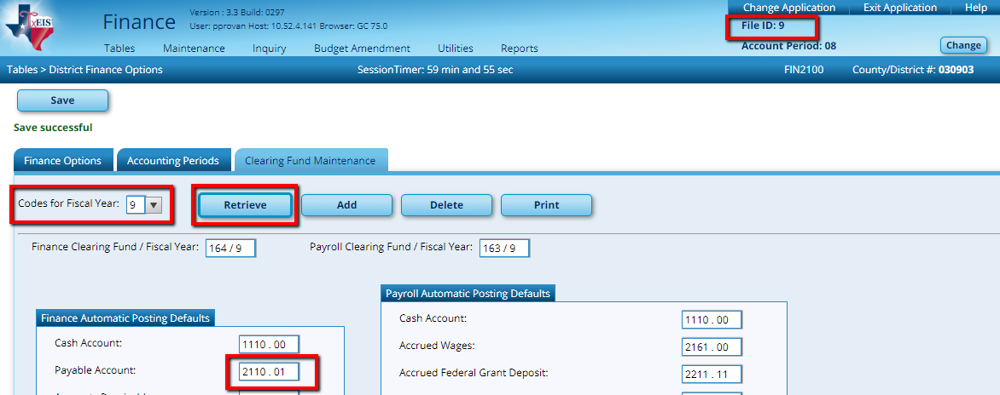 TxEIS
Finance
Version : 3.3 Build: 0297
User: pprovan Host: 10.52.4.141 Browser: GC 75.0
Change Application Exit Application Help
File ID: 9
Account Period: 08
Change
Tables Maintenance Inquiry Budget Amendment Utilities Reports
Tables > District Finance Options SessionTimer: 59 min and 55 sec FIN2100 County/District #: 030903
Save
Save successful
Finance Options Accounting Periods Clearing Fund Maintenance
Codes for Fiscal Year: 9 Retrieve Add Delete Print
Finance Clearing Fund / Fiscal Year: 164 / 9 Payroll Clearing Fund / Fiscal Year: 163 / 9
Finance Automatic Posting Defaults
Cash Account: 1110 . 00
Payable Account: 2110 . 01
Payroll Automatic Posting Defaults
Cash Account: 1110 . 00
Accrued Wages: 2161 . 00
Accrued Federal Grant Deposit: 2211 . 11